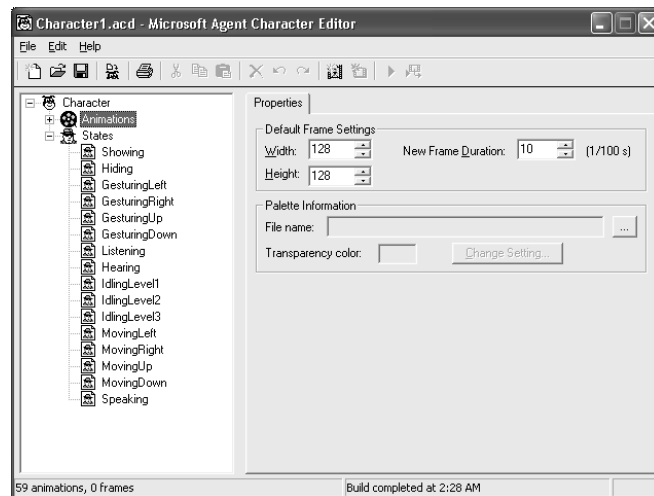 Character1.acd - Microsoft Agent Character Editor
File Edit Help
Character
Animations
States
Showing
Hiding
GesturingLeft
GesturingRight
GesturingUp
GesturingDown
Listening
Hearing
IdlingLevel1
IdlingLevel2
IdlingLevel3
MovingLeft
MovingRight
MovingUp
MovingDown
Speaking
Properties
Default Frame Settings
Width: 128 New Frame Duration: 10 (1/100 s)
Height: 128
Palette Information
File name: ...
Transparency color: Change Setting...
59 animations, 0 frames Build completed at 2:28 AM